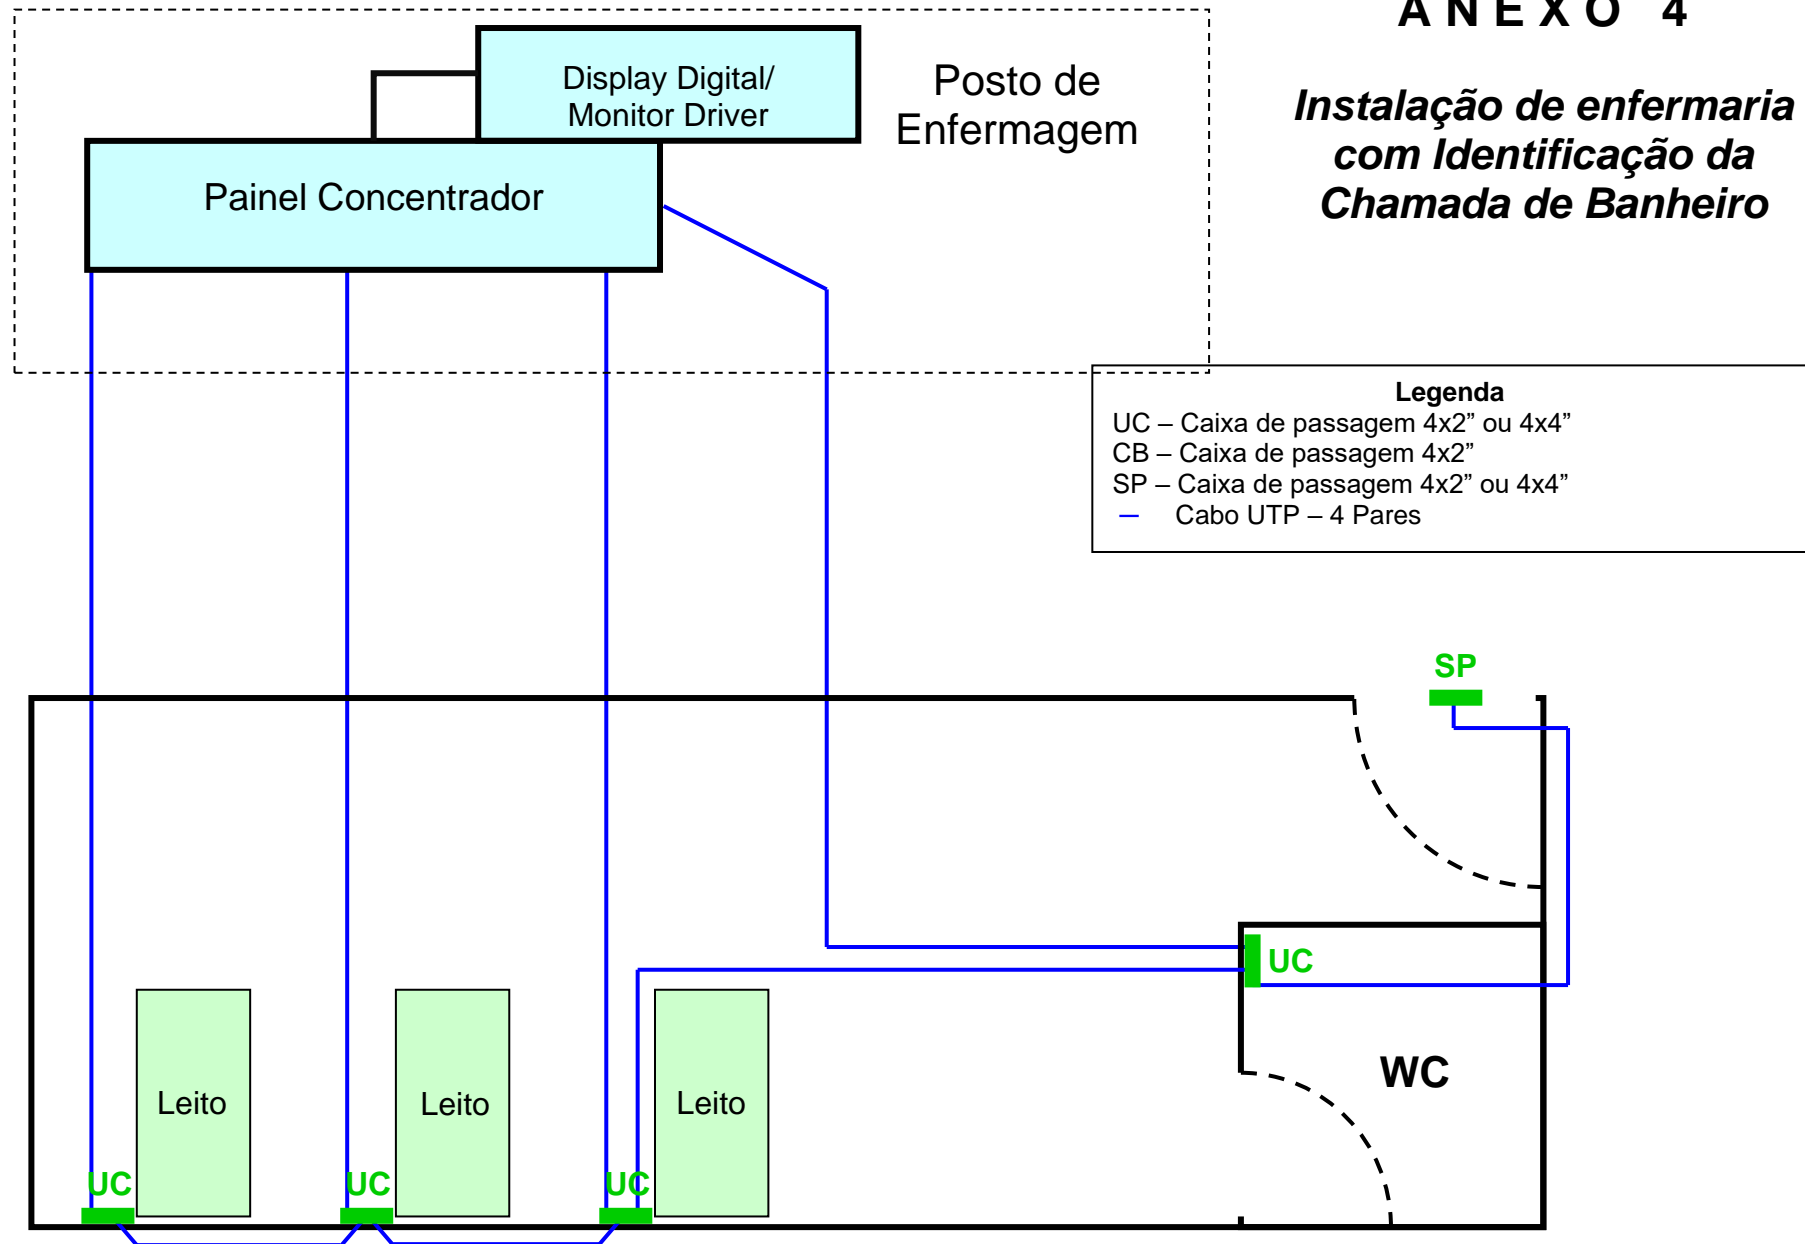 ANEXO 4
Instalação de enfermaria
com Identificação da
Chamada de Banheiro
Display Digital/
Monitor Driver
Posto de
Enfermagem
Painel Concentrador
Legenda
UC – Caixa de passagem 4x2” ou 4x4”
CB – Caixa de passagem 4x2”
SP – Caixa de passagem 4x2” ou 4x4”
Cabo UTP – 4 Pares
SP
UC
WC
Leito
Leito
Leito
UC
UC
UC